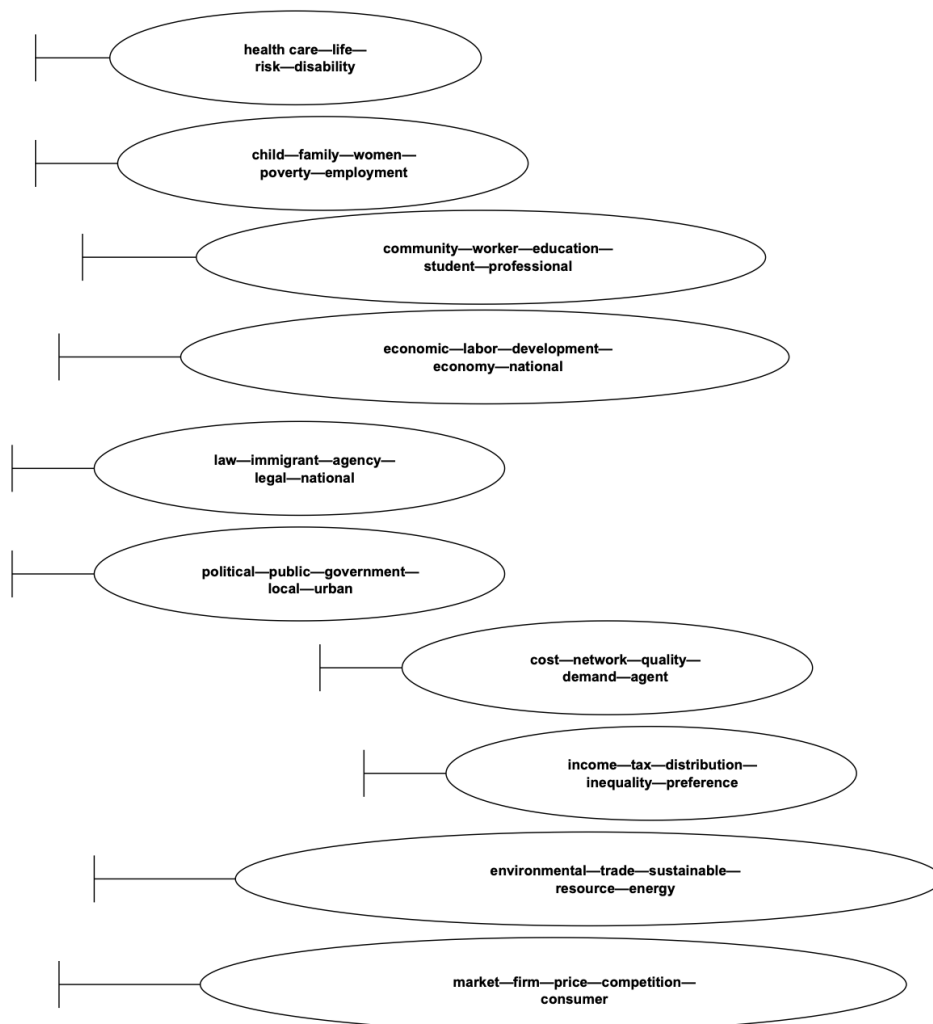 health care—life—
risk—disability
child—family—women—
poverty—employment
community—worker—education—
student—professional
economic—labor—development—
economy—national
law—immigrant—agency—
legal—national
political—public—government—
local—urban
cost—network—quality—
demand—agent
income—tax—distribution—
inequality—preference
environmental—trade—sustainable—
resource—energy
market—firm—price—competition—
consumer